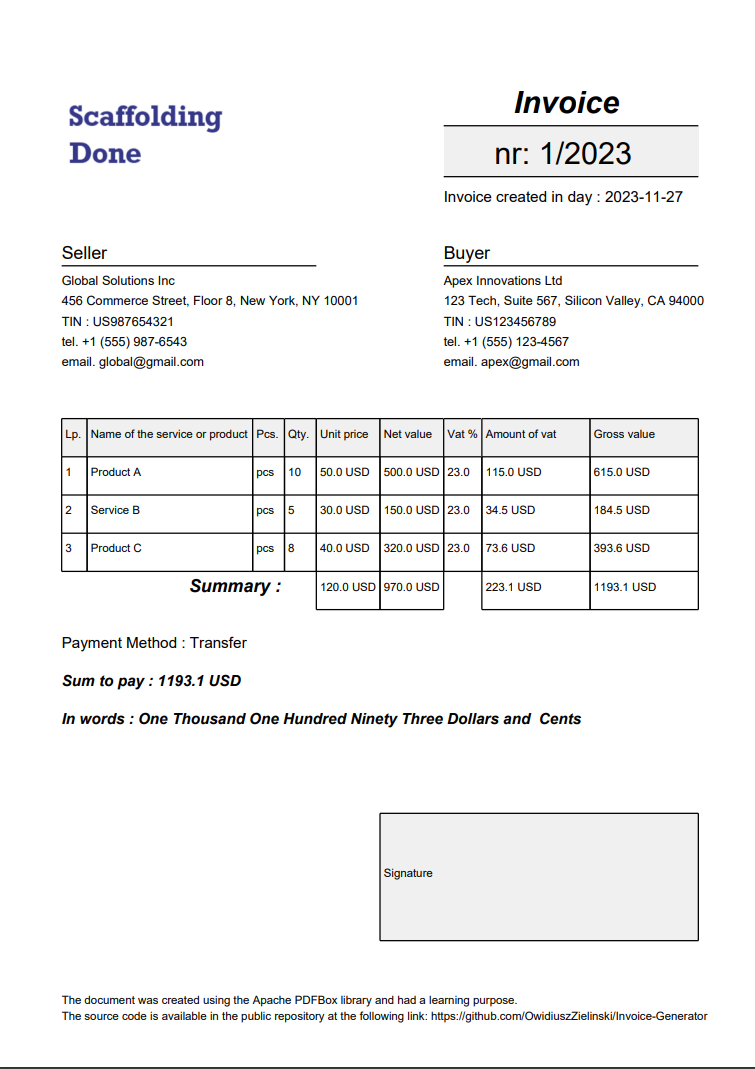 Scaffolding
Done
Invoice
nr: 1/2023
Invoice created in day : 2023-11-27
Seller
Global Solutions Inc
456 Commerce Street, Floor 8, New York, NY 10001
TIN : US987654321
tel. +1 (555) 987-6543
email. global@gmail.com
Buyer
Apex Innovations Ltd
123 Tech, Suite 567, Silicon Valley, CA 94000
TIN : US123456789
tel. +1 (555) 123-4567
email. apex@gmail.com
Lp. Name of the service or product Pcs. Qty. Unit price Net value Vat % Amount of vat Gross value
1 Product A pcs 10 50.0 USD 500.0 USD 23.0 115.0 USD 615.0 USD
2 Service B pcs 5 30.0 USD 150.0 USD 23.0 34.5 USD 184.5 USD
3 Product C pcs 8 40.0 USD 320.0 USD 23.0 73.6 USD 393.6 USD
Summary : 120.0 USD 970.0 USD 223.1 USD 1193.1 USD
Payment Method : Transfer
Sum to pay : 1193.1 USD
In words : One Thousand One Hundred Ninety Three Dollars and  Cents
Signature
The document was created using the Apache PDFBox library and had a learning purpose.
The source code is available in the public repository at the following link: https://github.com/OwidiuszZielinski/Invoice-Generator